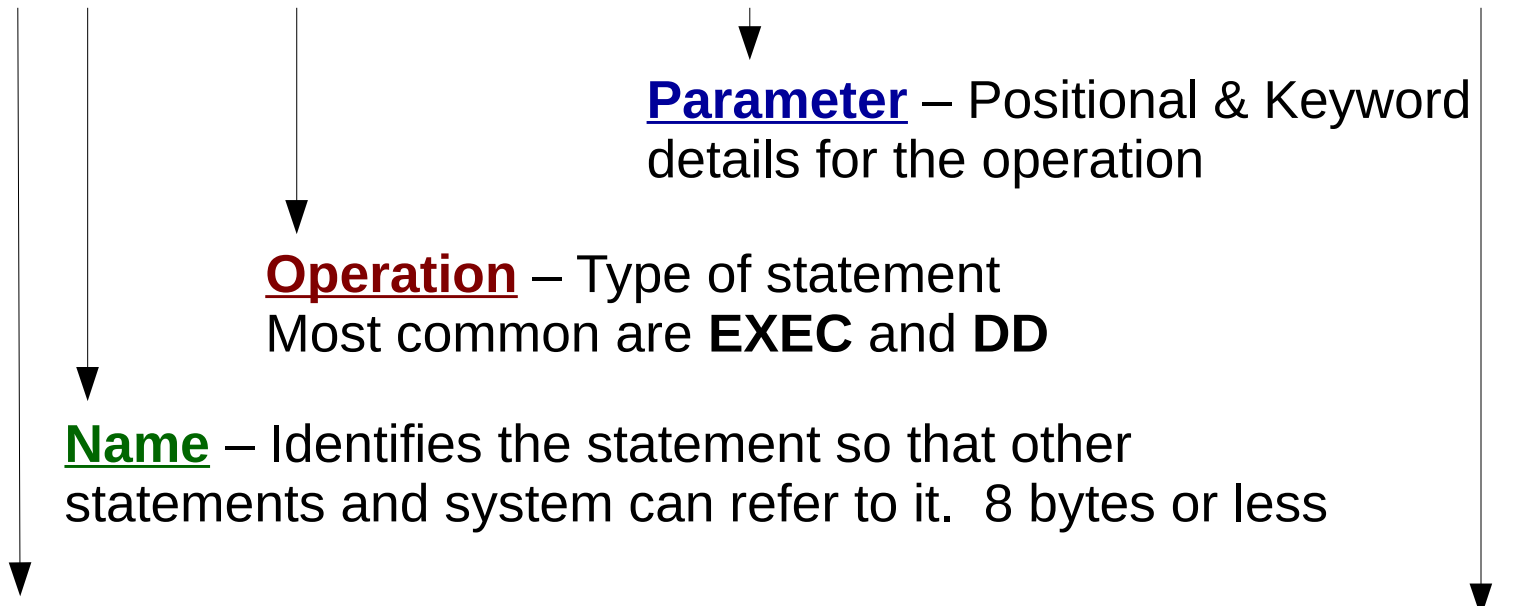 Parameter – Positional & Keyword
details for the operation
Operation – Type of statement
Most common are EXEC and DD
Name – Identifies the statement so that other
statements and system can refer to it.  8 bytes or less